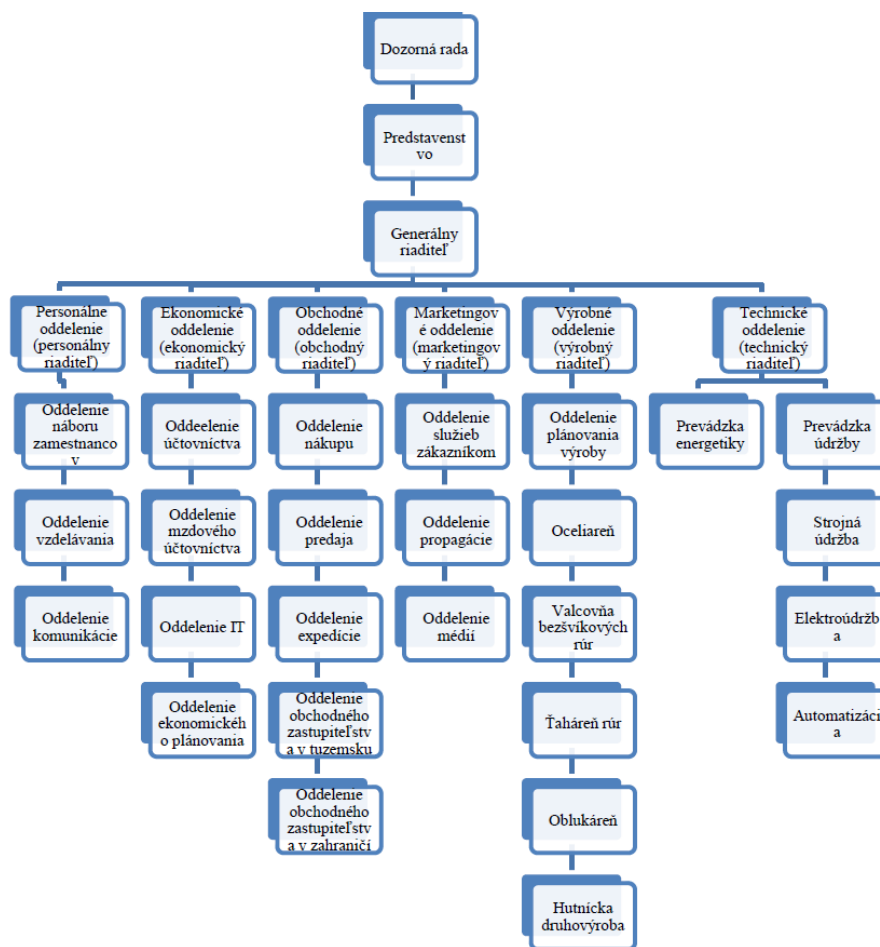 Dozorná rada
Predstavenst
vo
Generálny
riaditeľ
Personálne
oddelenie
(personálny
riaditeľ)
Ekonomické
oddelenie
(ekonomický
riaditeľ)
Obchodné
oddelenie
(obchodný
riaditeľ)
Marketingov
é oddelenie
(marketingov
ý riaditeľ)
Výrobné
oddelenie
(výrobný
riaditeľ)
Technické
oddelenie
(technický
riaditeľ)
Oddelenie
náboru
zamestnanco
v
Oddeelenie
účtovníctva
Oddelenie
nákupu
Oddelenie
služieb
zákazníkom
Oddelenie
plánovania
výroby
Prevádzka
energetiky
Prevádzka
údržby
Oddelenie
vzdelávania
Oddelenie
mzdového
účtovníctva
Oddelenie
predaja
Oddelenie
propagácie
Oceliareň
Strojná
údržba
Oddelenie
komunikácie
Oddelenie IT
Oddelenie
expedície
Oddelenie
médií
Valcovňa
bezšvíkových
rúr
Elektroúdržb
a
Oddelenie
ekonomickéh
o plánovania
Oddelenie
obchodného
zastupiteľstv
a v tuzemsku
Ťaháreň rúr
Automatizáci
a
Oddelenie
obchodného
zastupiteľstv
a v zahraničí
Oblukáreň
Hutnícka
druhovýroba